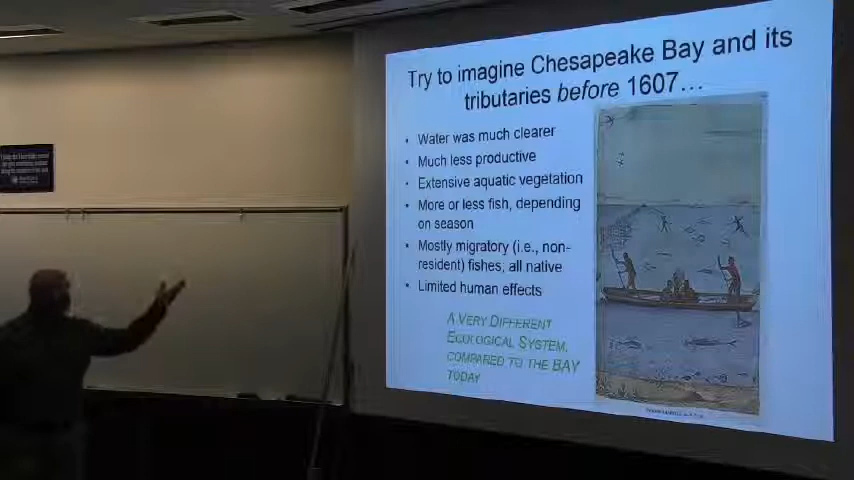 Try to imagine Chesapeake Bay and its
tributaries before 1607...
• Water was much clearer
• Much less productive
• Extensive aquatic vegetation
• More or less fish, depending
on season
• Mostly migratory (i.e., non-
resident) fishes; all native
• Limited human effects
A VERY DIFFERENT
ECOLOGICAL SYSTEM,
COMPARED TO THE BAY
TODAY